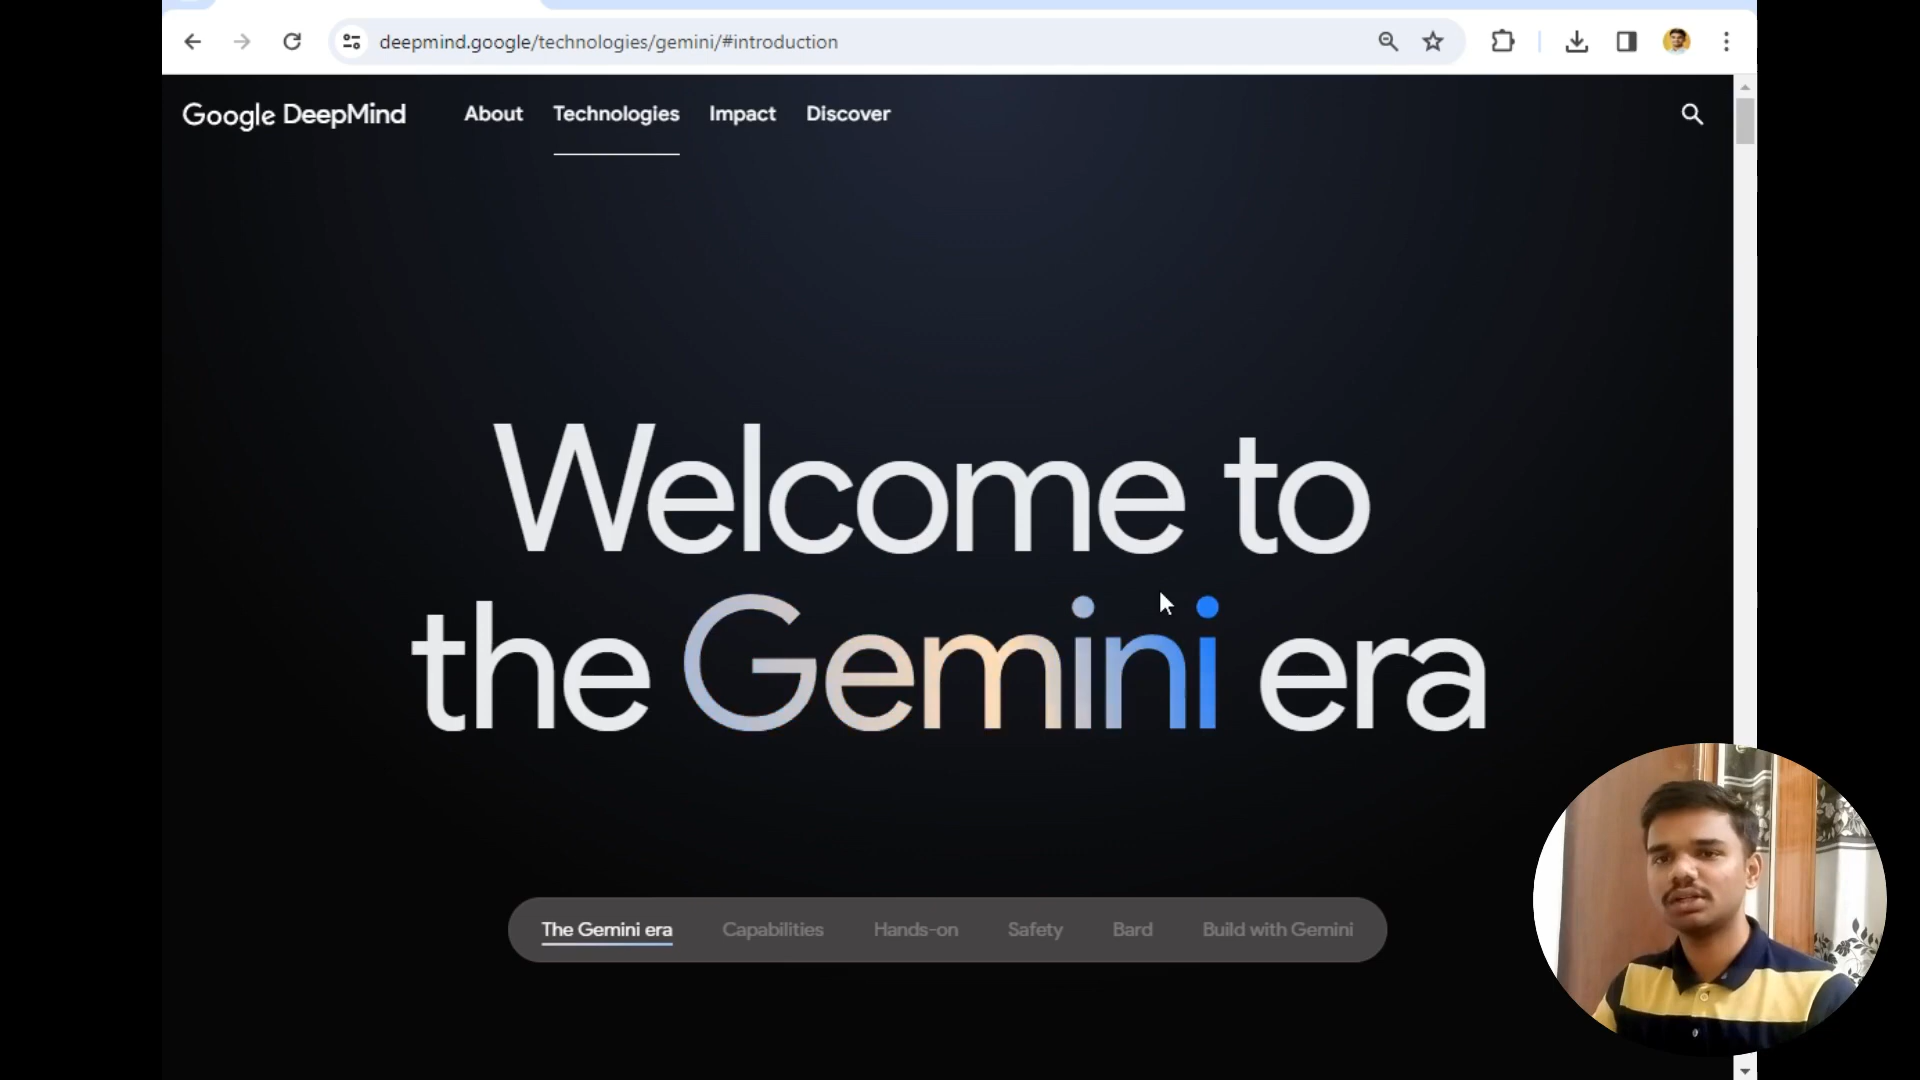 deepmind.google/technologies/gemini/#introduction
Google DeepMind
About
Technologies
Impact
Discover
Welcome to
the Gemini era
The Gemini era
Capabilities
Hands-on
Safety
Bard
Build with Gemini